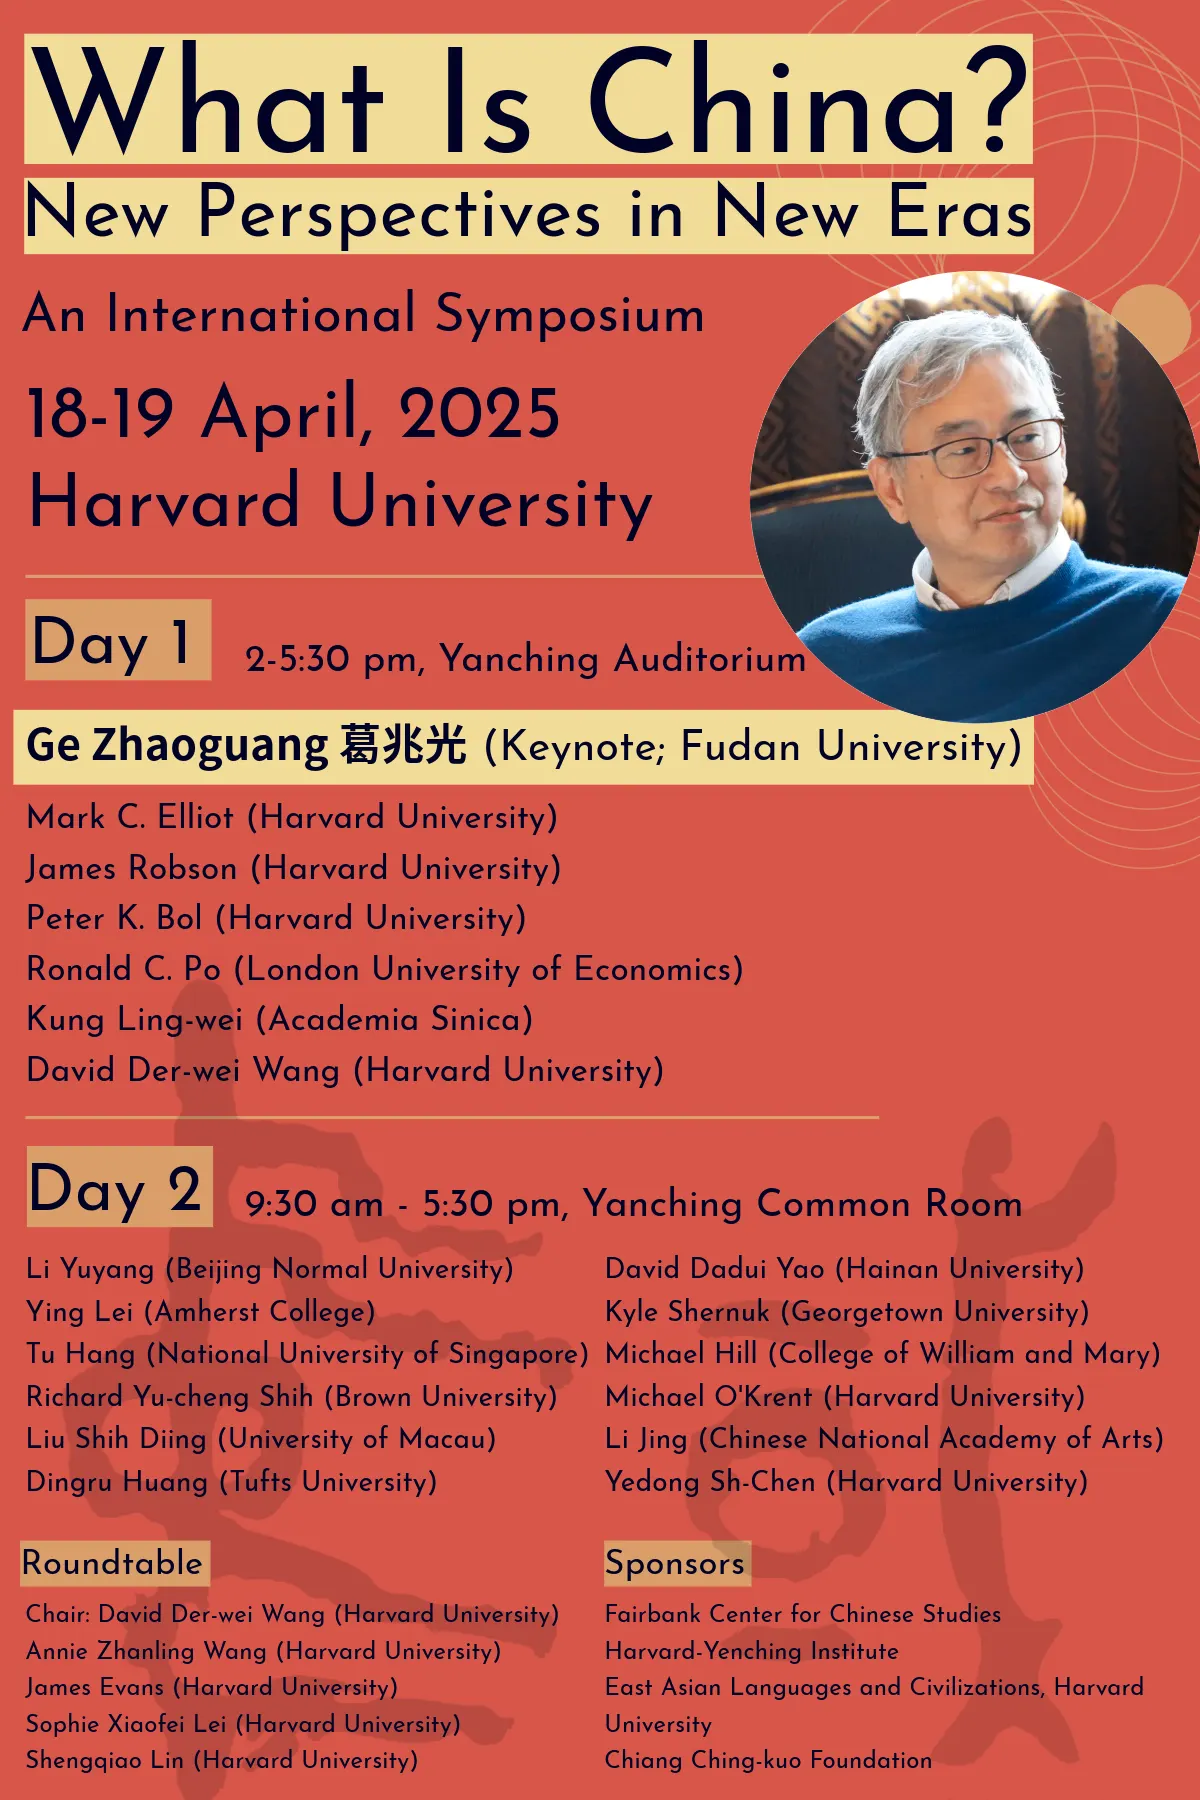 What Is China?
New Perspectives in New Eras
An International Symposium
18-19 April, 2025
Harvard University
Day 1
2-5:30 pm, Yanching Auditorium
Ge Zhaoguang 葛兆光 (Keynote; Fudan University)
Mark C. Elliot (Harvard University)
James Robson (Harvard University)
Peter K. Bol (Harvard University)
Ronald C. Po (London University of Economics)
Kung Ling-wei (Academia Sinica)
David Der-wei Wang (Harvard University)
Day 2
9:30 am - 5:30 pm, Yanching Common Room
Li Yuyang (Beijing Normal University)
Ying Lei (Amherst College)
Tu Hang (National University of Singapore)
Richard Yu-cheng Shih (Brown University)
Liu Shih Diing (University of Macau)
Dingru Huang (Tufts University)
David Dadui Yao (Hainan University)
Kyle Shernuk (Georgetown University)
Michael Hill (College of William and Mary)
Michael O'Krent (Harvard University)
Li Jing (Chinese National Academy of Arts)
Yedong Sh-Chen (Harvard University)
Roundtable
Chair: David Der-wei Wang (Harvard University)
Annie Zhanling Wang (Harvard University)
James Evans (Harvard University)
Sophie Xiaofei Lei (Harvard University)
Shengqiao Lin (Harvard University)
Sponsors
Fairbank Center for Chinese Studies
Harvard-Yenching Institute
East Asian Languages and Civilizations, Harvard
University
Chiang Ching-kuo Foundation